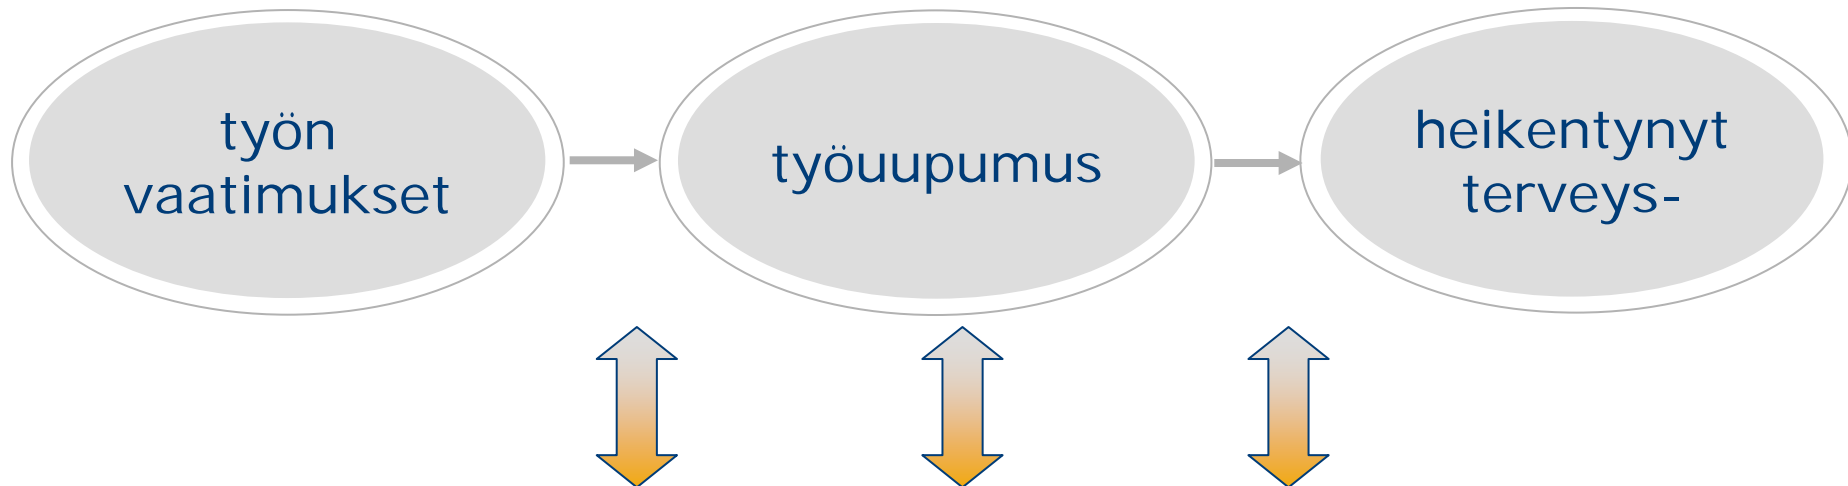 työn
vaatimukset
työuupumus
heikentynyt
terveys-